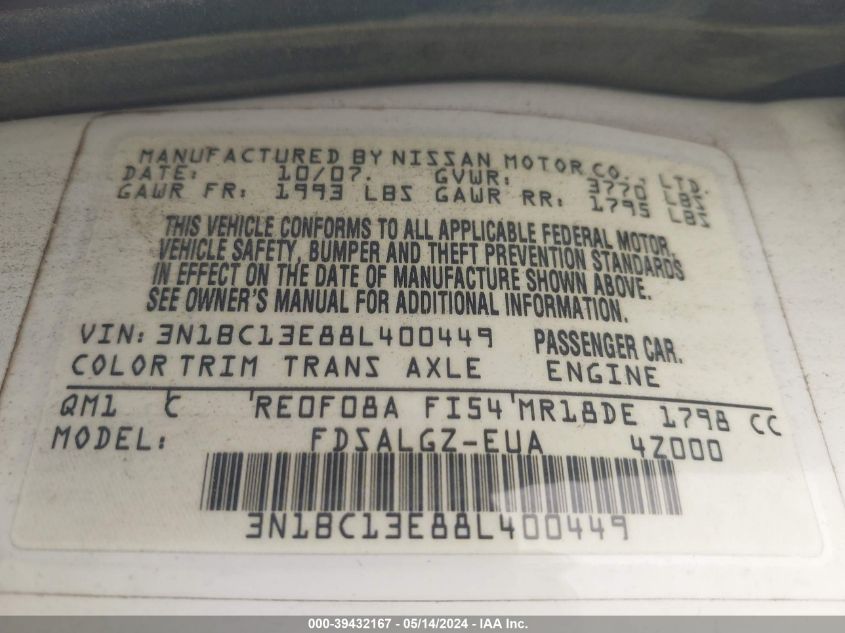 MANUFACTURED BY NISSAN MOTOR CO., LTD.
DATE: 10/07. GVWR: 3770 LBS
GAWR FR: 1993 LBS GAWR RR: 1795 LBS
THIS VEHICLE CONFORMS TO ALL APPLICABLE FEDERAL MOTOR
VEHICLE SAFETY, BUMPER AND THEFT PREVENTION STANDARDS
IN EFFECT ON THE DATE OF MANUFACTURE SHOWN ABOVE.
SEE OWNER'S MANUAL FOR ADDITIONAL INFORMATION.
VIN: 3N1BC13E88L400449 PASSENGER CAR.
COLOR TRIM TRANS AXLE ENGINE
QM1 C RE0F08A FI54 MR18DE 1798 CC
MODEL: FDSALGZ-EUA 4Z000
3N1BC13E88L400449
000-39432167 - 05/14/2024 - IAA Inc.